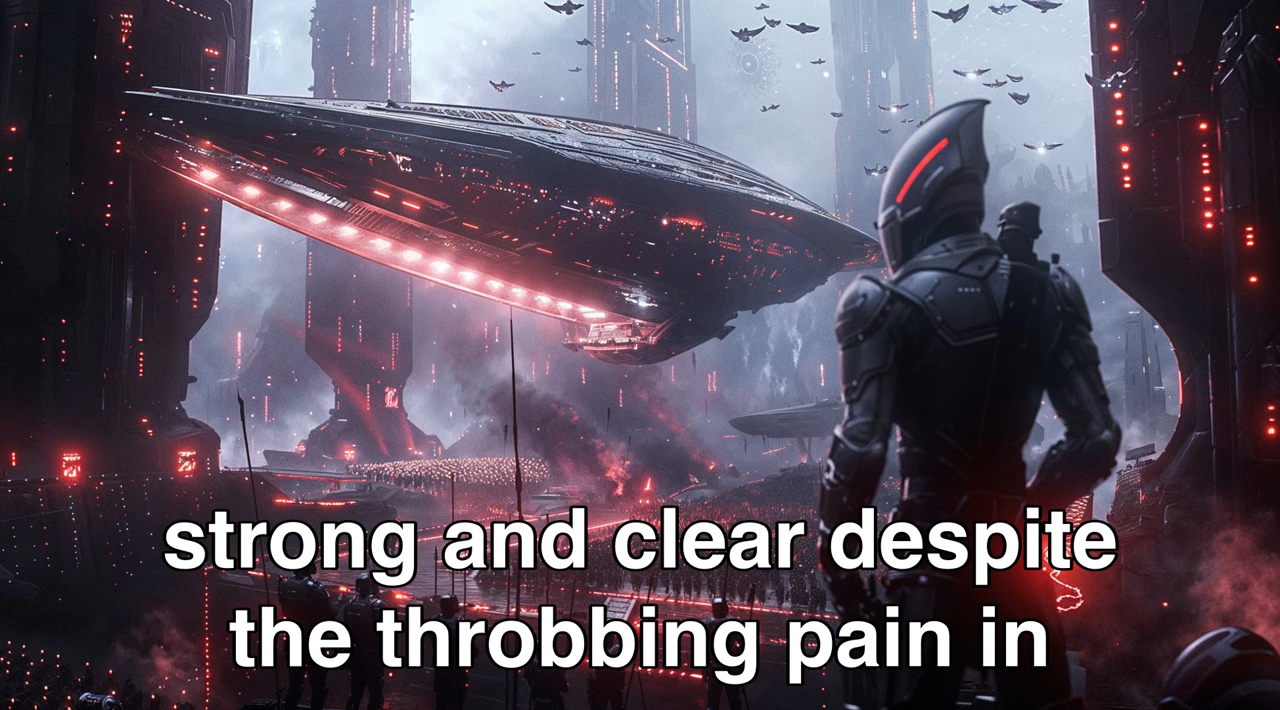 strong and clear despite
the throbbing pain in